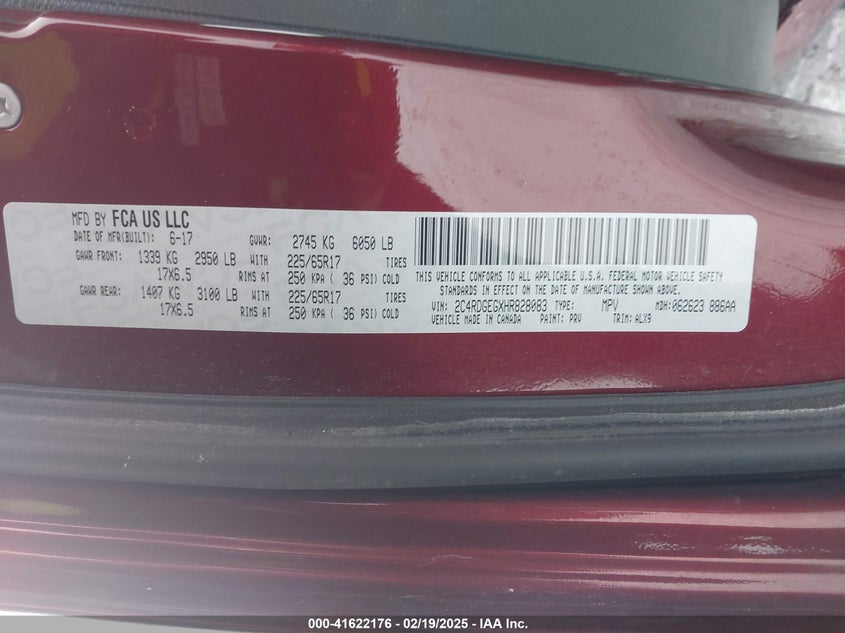 MFD BY FCA US LLC
DATE OF MFR(BUILT): 6-17 GVWR: 2745 KG 6050 LB
GAWR FRONT: 1339 KG 2950 LB WITH 225/65R17 TIRES
17X6.5 RIMS AT 250 KPA ( 36 PSI) COLD
GAWR REAR: 1407 KG 3100 LB WITH 225/65R17 TIRES
17X6.5 RIMS AT 250 KPA ( 36 PSI) COLD
THIS VEHICLE CONFORMS TO ALL APPLICABLE U.S.A. FEDERAL MOTOR VEHICLE SAFETY
STANDARDS IN EFFECT ON THE DATE OF MANUFACTURE SHOWN ABOVE.
VIN: 2C4RDGEGXHR828083 TYPE: MPV MDH:062623 886AA
VEHICLE MADE IN CANADA PAINT: PRV TRIM: ALX9
000-41622176 - 02/19/2025 - IAA Inc.